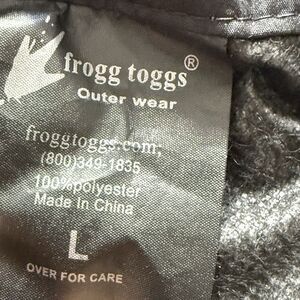 frogg toggs®
Outer wear
froggtoggs.com;
(800)349-1835
100%polyester
Made In China
L
OVER FOR CARE